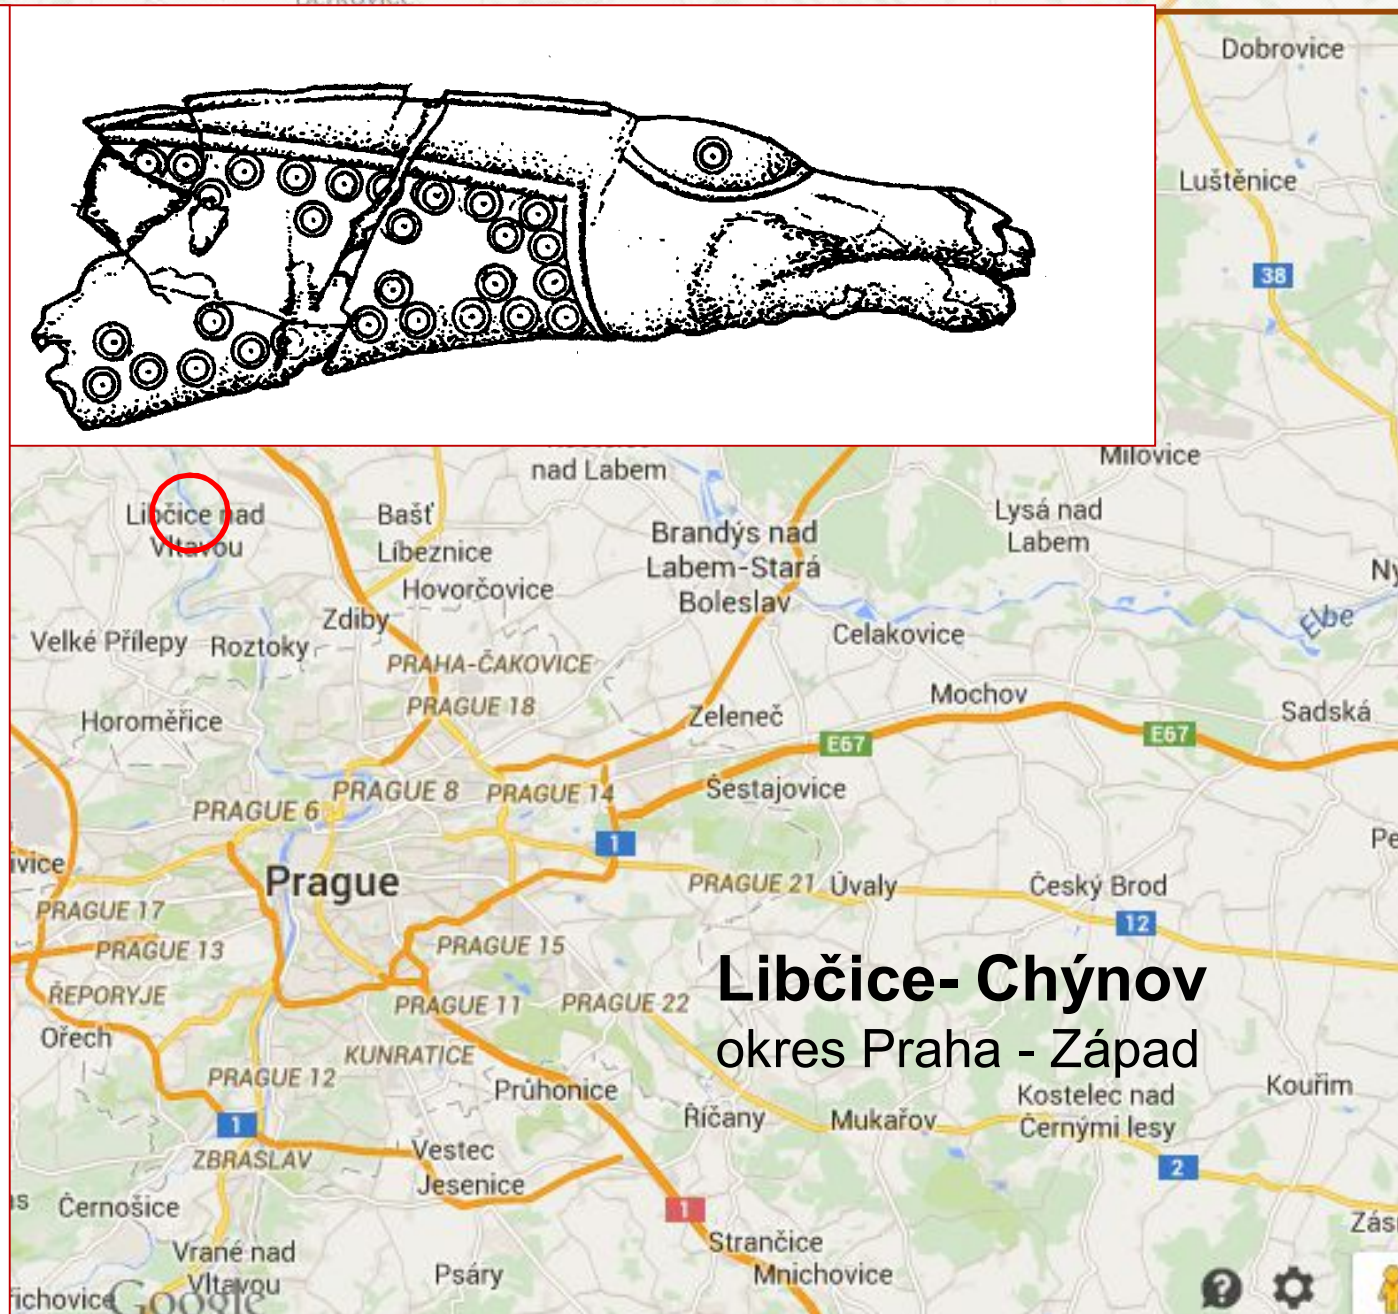 Dobrovice
Luštěnice
38
Milovice
nad Labem
Libčice nad
Vltavou
Bašť
Líbeznice
Hovorčovice
Brandýs nad
Labem-Stará
Boleslav
Lysá nad
Labem
Elbe
Zdiby
Celakovice
Velké Přílepy
Roztoky
PRAHA-ČAKOVICE
PRAGUE 18
Mochov
Horoměřice
Zeleneč
Sadská
E67
E67
PRAGUE 6
PRAGUE 8
PRAGUE 14
Šestajovice
1
Prague
PRAGUE 21
Úvaly
Český Brod
12
PRAGUE 17
PRAGUE 13
PRAGUE 15
Libčice- Chýnov
okres Praha - Západ
ŘEPORYJE
PRAGUE 11
PRAGUE 22
Ořech
KUNRATICE
PRAGUE 12
Průhonice
Říčany
Mukařov
Kostelec nad
Černými lesy
Kouřim
1
ZBRASLAV
Vestec
Jesenice
2
Černošice
1
Strančice
Mnichovice
Vrané nad
Vltavou
Psáry
Google